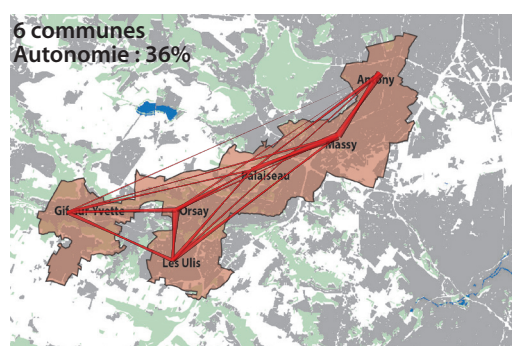 6 communes
Autonomie : 36%
Antony
Massy
Palaiseau
Gif-sur-Yvette
Orsay
Les Ulis